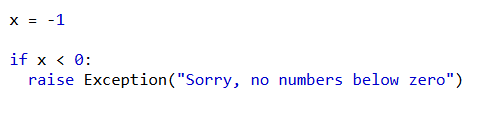 x = -1
if x < 0:
  raise Exception("Sorry, no numbers below zero")